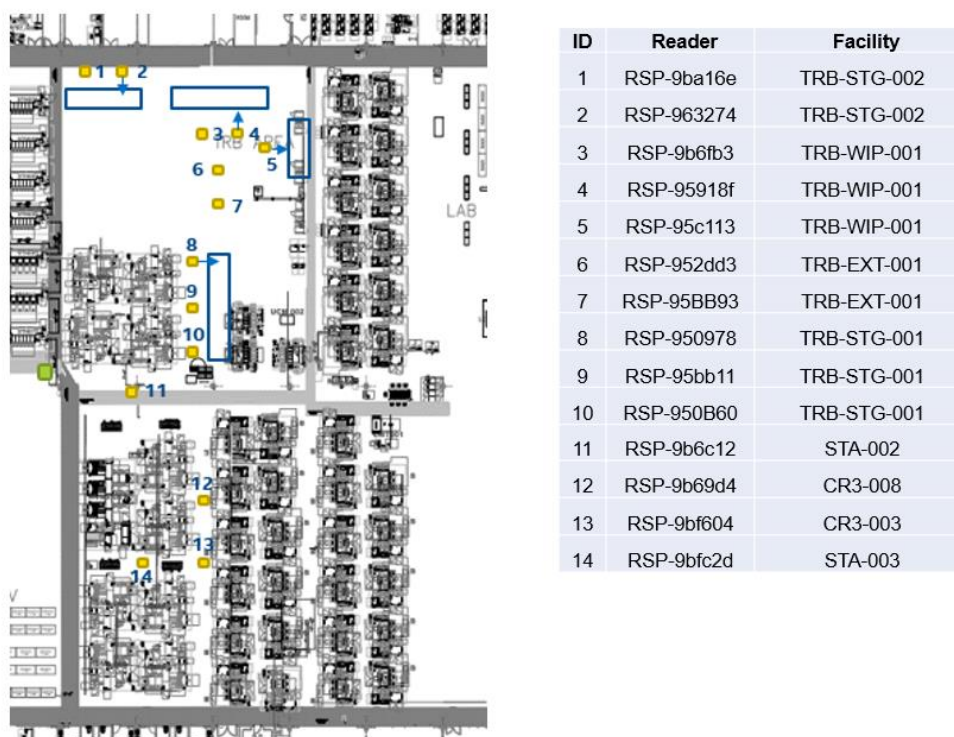 1
2
3
4
TRB AREA
5
6
7
LAB
8
9
10
11
12
13
14
V
ID Reader Facility
1 RSP-9ba16e TRB-STG-002
2 RSP-963274 TRB-STG-002
3 RSP-9b6fb3 TRB-WIP-001
4 RSP-95918f TRB-WIP-001
5 RSP-95c113 TRB-WIP-001
6 RSP-952dd3 TRB-EXT-001
7 RSP-95BB93 TRB-EXT-001
8 RSP-950978 TRB-STG-001
9 RSP-95bb11 TRB-STG-001
10 RSP-950B60 TRB-STG-001
11 RSP-9b6c12 STA-002
12 RSP-9b69d4 CR3-008
13 RSP-9bf604 CR3-003
14 RSP-9bfc2d STA-003